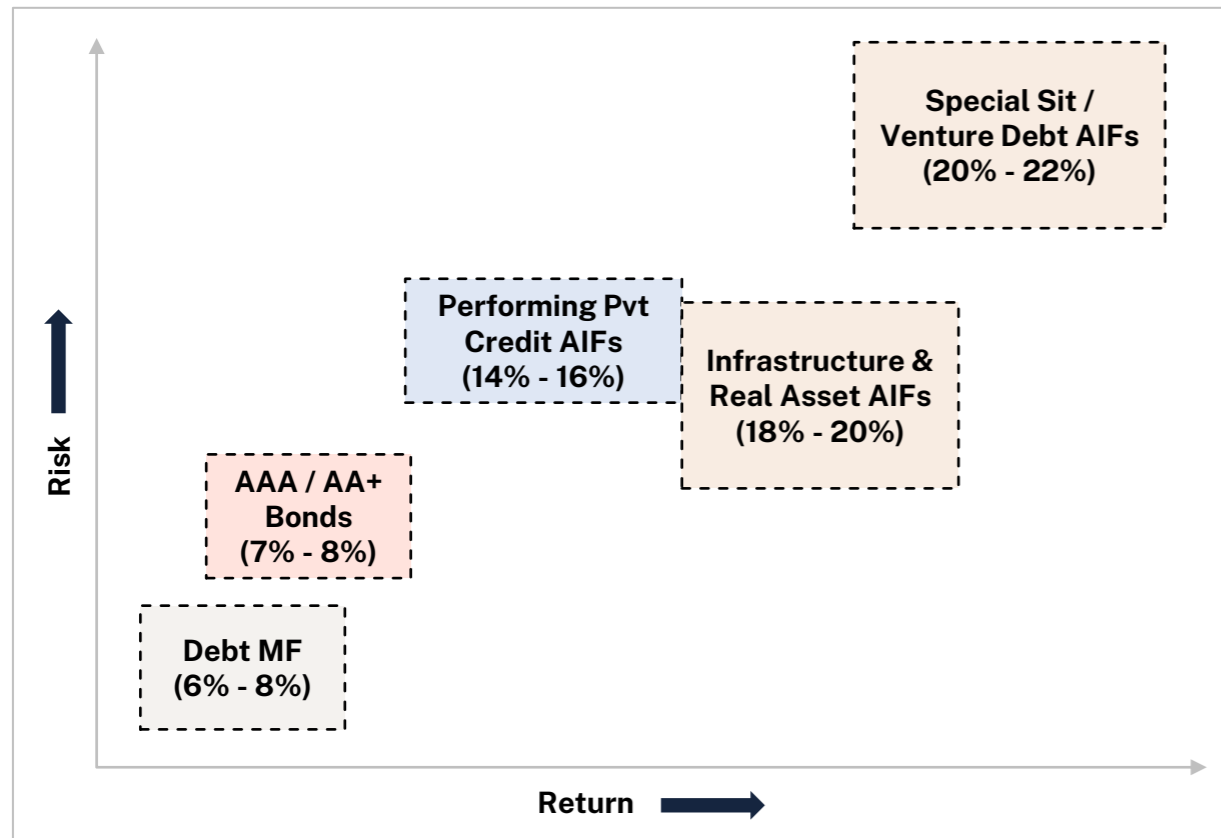 Special Sit /
Venture Debt AIFs
(20% - 22%)
Performing Pvt
Credit AIFs
(14% - 16%)
Infrastructure &
Real Asset AIFs
(18% - 20%)
Risk
AAA / AA+
Bonds
(7% - 8%)
Debt MF
(6% - 8%)
Return